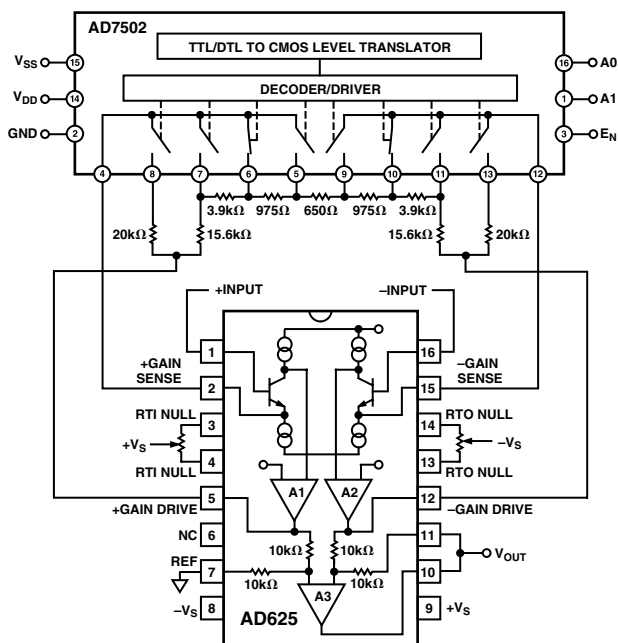 AD7502
TTL/DTL TO CMOS LEVEL TRANSLATOR
DECODER/DRIVER
VSS 15
VDD 14
GND 2
16 A0
1 A1
3 EN
4 8 7 6 5 9 10 11 13 12
3.9kΩ 975Ω 650Ω 975Ω 3.9kΩ
20kΩ 15.6kΩ 15.6kΩ 20kΩ
+INPUT –INPUT
1 16
+GAIN SENSE
2
–GAIN SENSE
15
RTI NULL 3 14 RTO NULL
+VS –VS
RTI NULL 4 13 RTO NULL
A1 A2
5 12
+GAIN DRIVE –GAIN DRIVE
NC 6 11
10kΩ 10kΩ
VOUT
REF 7 10
10kΩ 10kΩ
A3
–VS 8 9 +VS
AD625